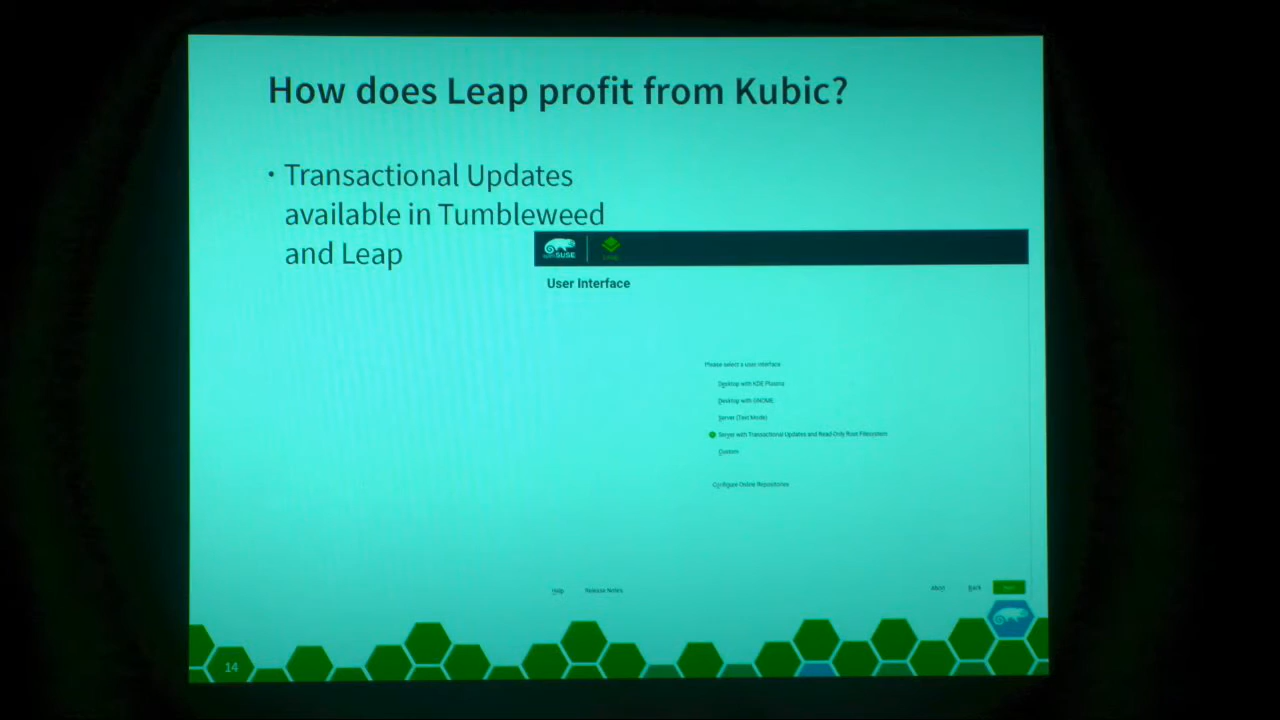 How does Leap profit from Kubic?
• Transactional Updates
available in Tumbleweed
and Leap
openSUSE
User Interface
Please select a user interface
Desktop with KDE Plasma
Desktop with GNOME
Server (Text Mode)
Server with Transactional Updates and Read-Only Root Filesystem
Custom
Configure Online Repositories
Help Release Notes About Back
14